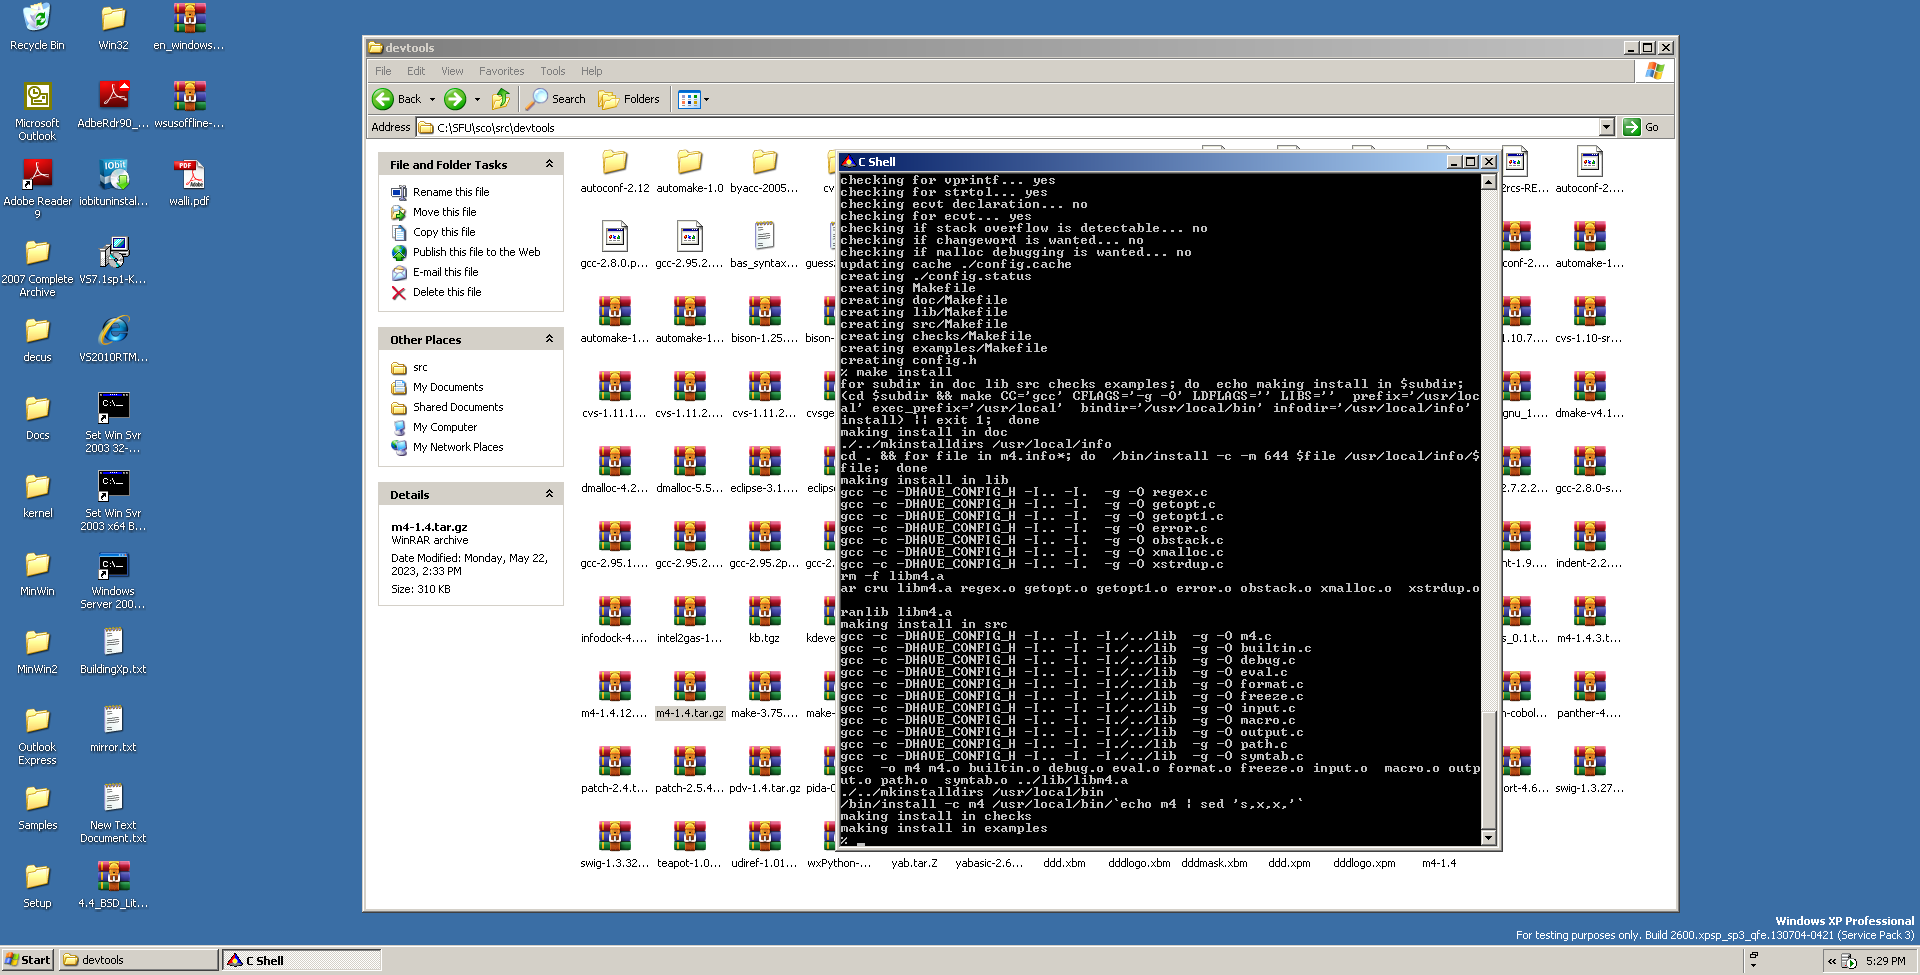 Recycle Bin
Win32
en_windows...
Microsoft
Outlook
AdbeRdr90_...
wsusoffline-...
Adobe Reader
9
iobituninstal...
walli.pdf
2007 Complete
Archive
VS7.1sp1-K...
decus
VS2010RTM...
Docs
Set Win Svr
2003 32-...
kernel
Set Win Svr
2003 x64 B...
MinWin
Windows
Server 200...
MinWin2
BuildingXp.txt
Outlook
Express
mirror.txt
Samples
New Text
Document.txt
Setup
4.4_BSD_Lit...
devtools
File Edit View Favorites Tools Help
Back Search Folders
Address C:\SFU\sco\src\devtools Go
File and Folder Tasks
Rename this file
Move this file
Copy this file
Publish this file to the Web
E-mail this file
Delete this file
Other Places
src
My Documents
Shared Documents
My Computer
My Network Places
Details
m4-1.4.tar.gz
WinRAR archive
Date Modified: Monday, May 22,
2023, 2:33 PM
Size: 310 KB
autoconf-2.12 automake-1.0 byacc-2005... cv
2rcs-RE... autoconf-2....
gcc-2.8.0.p... gcc-2.95.2.... bas_syntax... guess
conf-2.... automake-1...
automake-1... automake-1... bison-1.25.... bison-
1.10.7.... cvs-1.10-sr...
cvs-1.11.1... cvs-1.11.2... cvs-1.11.2... cvsge
gnu_1.... dmake-v4.1...
dmalloc-4.2... dmalloc-5.5... eclipse-3.1.... eclipse
2.7.2.2... gcc-2.8.0-s...
gcc-2.95.1.... gcc-2.95.2.... gcc-2.95.2p... gcc-2.
nt-1.9.... indent-2.2....
infodock-4.... intel2gas-1... kb.tgz kdeve
s_0.1.t... m4-1.4.3.t...
m4-1.4.12.... m4-1.4.tar.gz make-3.75.... make-
n-cobol... panther-4....
patch-2.4.t... patch-2.5.4... pdv-1.4.tar.gz pida-0
ort-4.6... swig-1.3.27...
swig-1.3.32... teapot-1.0... udiref-1.01... wxPython-... yab.tar.Z yabasic-2.6... ddd.xbm dddlogo.xbm dddmask.xbm ddd.xpm dddlogo.xpm m4-1.4
C Shell
checking for vprintf... yes
checking for strtol... yes
checking ecvt declaration... no
checking for ecvt... yes
checking if stack overflow is detectable... no
checking if changeword is wanted... no
checking if malloc debugging is wanted... no
updating cache ./config.cache
creating ./config.status
creating Makefile
creating doc/Makefile
creating lib/Makefile
creating src/Makefile
creating checks/Makefile
creating examples/Makefile
creating config.h
% make install
for subdir in doc lib src checks examples; do  echo making install in $subdir;
(cd $subdir && make CC='gcc' CFLAGS='-g -O' LDFLAGS='' LIBS=''  prefix='/usr/loc
al' exec_prefix='/usr/local'  bindir='/usr/local/bin' infodir='/usr/local/info'
install) || exit 1;  done
making install in doc
./../mkinstalldirs /usr/local/info
cd . && for file in m4.info*; do  /bin/install -c -m 644 $file /usr/local/info/$
file;  done
making install in lib
gcc -c -DHAVE_CONFIG_H -I.. -I.  -g -O regex.c
gcc -c -DHAVE_CONFIG_H -I.. -I.  -g -O getopt.c
gcc -c -DHAVE_CONFIG_H -I.. -I.  -g -O getopt1.c
gcc -c -DHAVE_CONFIG_H -I.. -I.  -g -O error.c
gcc -c -DHAVE_CONFIG_H -I.. -I.  -g -O obstack.c
gcc -c -DHAVE_CONFIG_H -I.. -I.  -g -O xmalloc.c
gcc -c -DHAVE_CONFIG_H -I.. -I.  -g -O xstrdup.c
rm -f libm4.a
ar cru libm4.a regex.o getopt.o getopt1.o error.o obstack.o xmalloc.o  xstrdup.o
ranlib libm4.a
making install in src
gcc -c -DHAVE_CONFIG_H -I.. -I. -I./../lib  -g -O m4.c
gcc -c -DHAVE_CONFIG_H -I.. -I. -I./../lib  -g -O builtin.c
gcc -c -DHAVE_CONFIG_H -I.. -I. -I./../lib  -g -O debug.c
gcc -c -DHAVE_CONFIG_H -I.. -I. -I./../lib  -g -O eval.c
gcc -c -DHAVE_CONFIG_H -I.. -I. -I./../lib  -g -O format.c
gcc -c -DHAVE_CONFIG_H -I.. -I. -I./../lib  -g -O freeze.c
gcc -c -DHAVE_CONFIG_H -I.. -I. -I./../lib  -g -O input.c
gcc -c -DHAVE_CONFIG_H -I.. -I. -I./../lib  -g -O macro.c
gcc -c -DHAVE_CONFIG_H -I.. -I. -I./../lib  -g -O output.c
gcc -c -DHAVE_CONFIG_H -I.. -I. -I./../lib  -g -O path.c
gcc -c -DHAVE_CONFIG_H -I.. -I. -I./../lib  -g -O symtab.c
gcc  -o m4 m4.o builtin.o debug.o eval.o format.o freeze.o input.o  macro.o outp
ut.o path.o  symtab.o ../lib/libm4.a
./../mkinstalldirs /usr/local/bin
/bin/install -c m4 /usr/local/bin/`echo m4 | sed 's,x,x,'`
making install in checks
making install in examples
%
Windows XP Professional
For testing purposes only. Build 2600.xpsp_sp3_qfe.130704-0421 (Service Pack 3)
Start devtools C Shell « 5:29 PM